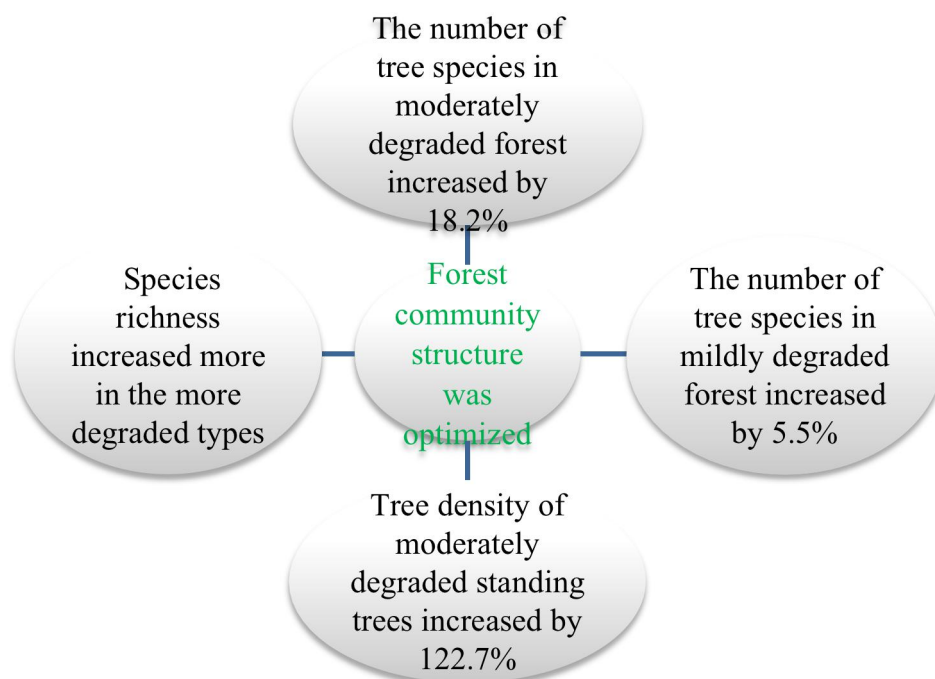 The number of
tree species in
moderately
degraded forest
increased by
18.2%
Species
richness
increased more
in the more
degraded types
Forest
community
structure
was
optimized
The number of
tree species in
mildly degraded
forest increased
by 5.5%
Tree density of
moderately
degraded standing
trees increased by
122.7%